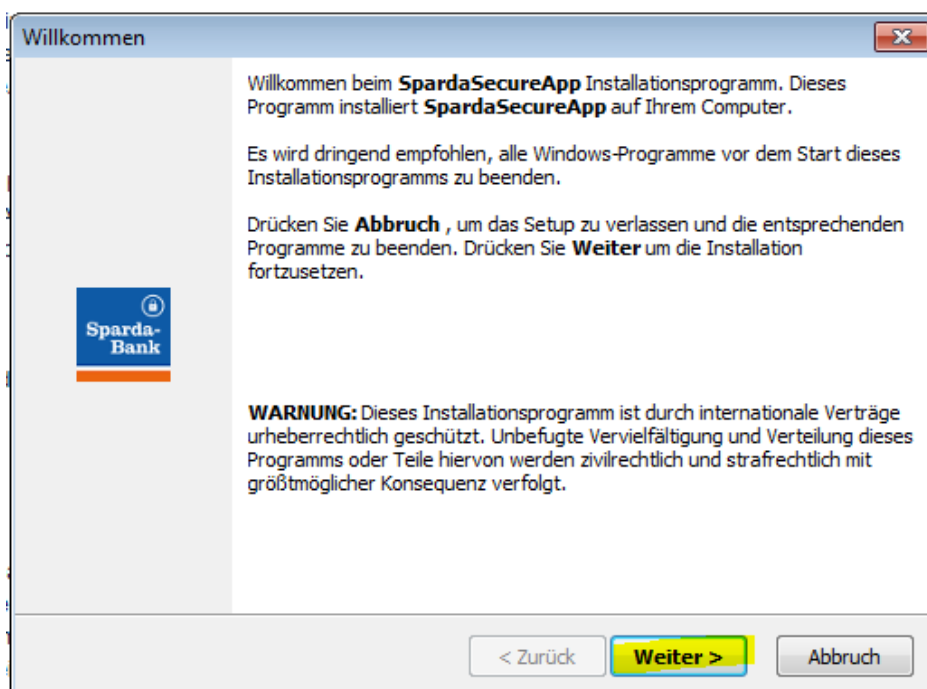 Willkommen
Willkommen beim SpardaSecureApp Installationsprogramm. Dieses
Programm installiert SpardaSecureApp auf Ihrem Computer.
Es wird dringend empfohlen, alle Windows-Programme vor dem Start dieses
Installationsprogramms zu beenden.
Drücken Sie Abbruch , um das Setup zu verlassen und die entsprechenden
Programme zu beenden. Drücken Sie Weiter um die Installation
fortzusetzen.
Sparda-
Bank
WARNUNG: Dieses Installationsprogramm ist durch internationale Verträge
urheberrechtlich geschützt. Unbefugte Vervielfältigung und Verteilung dieses
Programms oder Teile hiervon werden zivilrechtlich und strafrechtlich mit
größtmöglicher Konsequenz verfolgt.
< Zurück Weiter > Abbruch